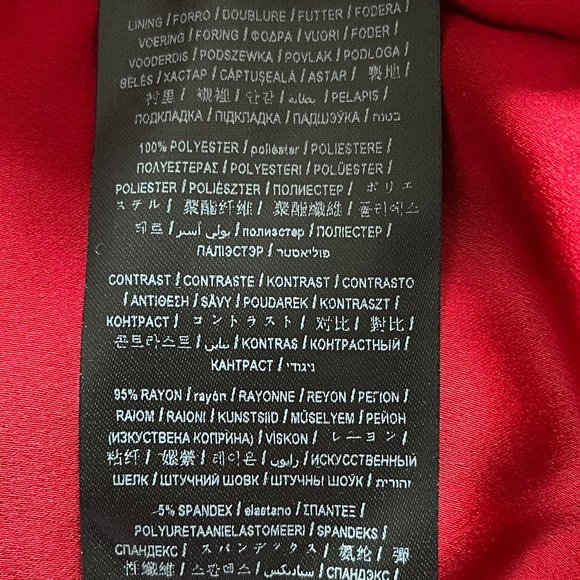 LINING / FORRO / DOUBLURE / FUTTER / FODERA /
VOERING / FÓRING / ΦΟΔΡΑ / VUORI / FODER /
VOODERDIS / PODSZEWKA / POVLAK / PODLOGA /
BÉLÉS / ХАСТАР / CĂPTUŞEALĂ / ASTAR / 裏地 /
衬里 / 襯裡 / 안감 / بطانة / PELAPIS /
ПОДКЛАДКА / ПІДКЛАДКА / ПАДШЭЎКА / בטנה
100% POLYESTER / poliéster / POLIESTERE /
ΠΟΛΥΕΣΤΕΡΑΣ / POLYESTERI / POLÜESTER /
POLIESTER / POLIÉSZTER / ПОЛИЕСТЕР / ポリエ
ステル / 聚酯纤维 / 聚酯纖維 / 폴리에스
테르 / بولي أستر / полиэстер / ПОЛІЕСТЕР /
ПАЛІЭСТЭР / פוליאסטר
CONTRAST / CONTRASTE / KONTRAST / CONTRASTO
/ ΑΝΤΙΘΕΣΗ / SÄVY / POUDAREK / KONTRASZT /
КОНТРАСТ / コントラスト / 对比 / 對比 /
콘트라스트 / تباين / KONTRAS / КОНТРАСТНЫЙ /
КАНТРАСТ / ניגודי
95% RAYON / rayón / RAYONNE / REYON / ΡΕΓΙΟΝ /
RAIOM / RAIONI / KUNSTSIID / MŰSELYEM / РЕЙОН
(ИЗКУСТВЕНА КОПРИНА) / VİSKON / レーヨン /
粘纤 / 嫘縈 / 레이온 / رايون / ИСКУССТВЕННЫЙ
ШЕЛК / ШТУЧНИЙ ШОВК / ШТУЧНЫ ШОЎК / זהורית
-5% SPANDEX / elastano / ΣΠΑΝΤΕΞ /
POLYURETAANIELASTOMEERI / SPANDEKS /
СПАНДЕКС / スパンデックス / 氨纶 / 彈
性纖維 / 스판덱스 / سباندكس / SPANDEKS /